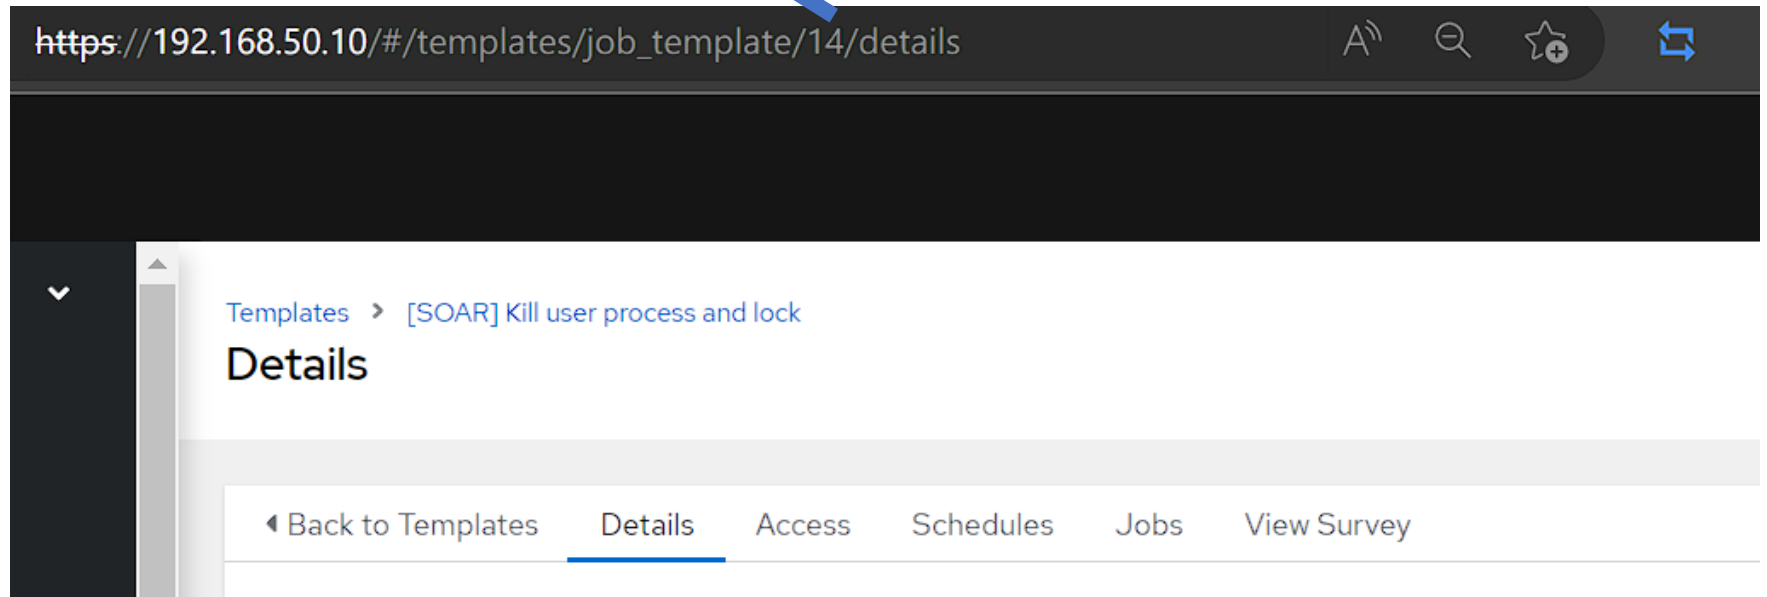 https://192.168.50.10/#/templates/job_template/14/details
Templates > [SOAR] Kill user process and lock
Details
Back to Templates Details Access Schedules Jobs View Survey